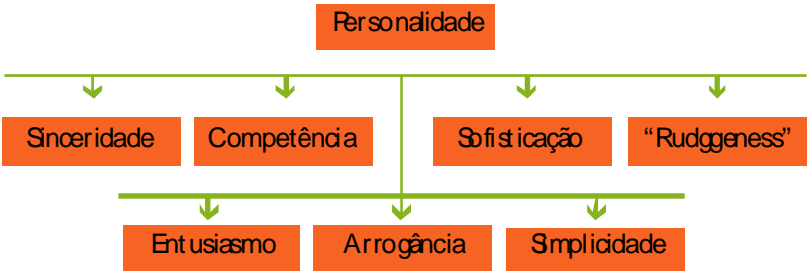 Personalidade
Sinceridade Competência Sofisticação “Rudggeness”
Entusiasmo Arrogância Simplicidade